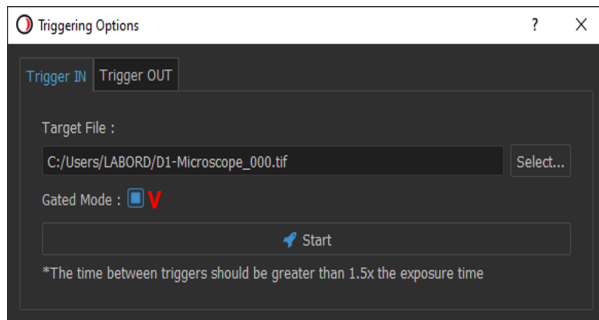 Triggering Options ?
Trigger IN Trigger OUT
Target File :
C:/Users/LABORD/D1-Microscope_000.tif Select...
Gated Mode : V
Start
*The time between triggers should be greater than 1.5x the exposure time